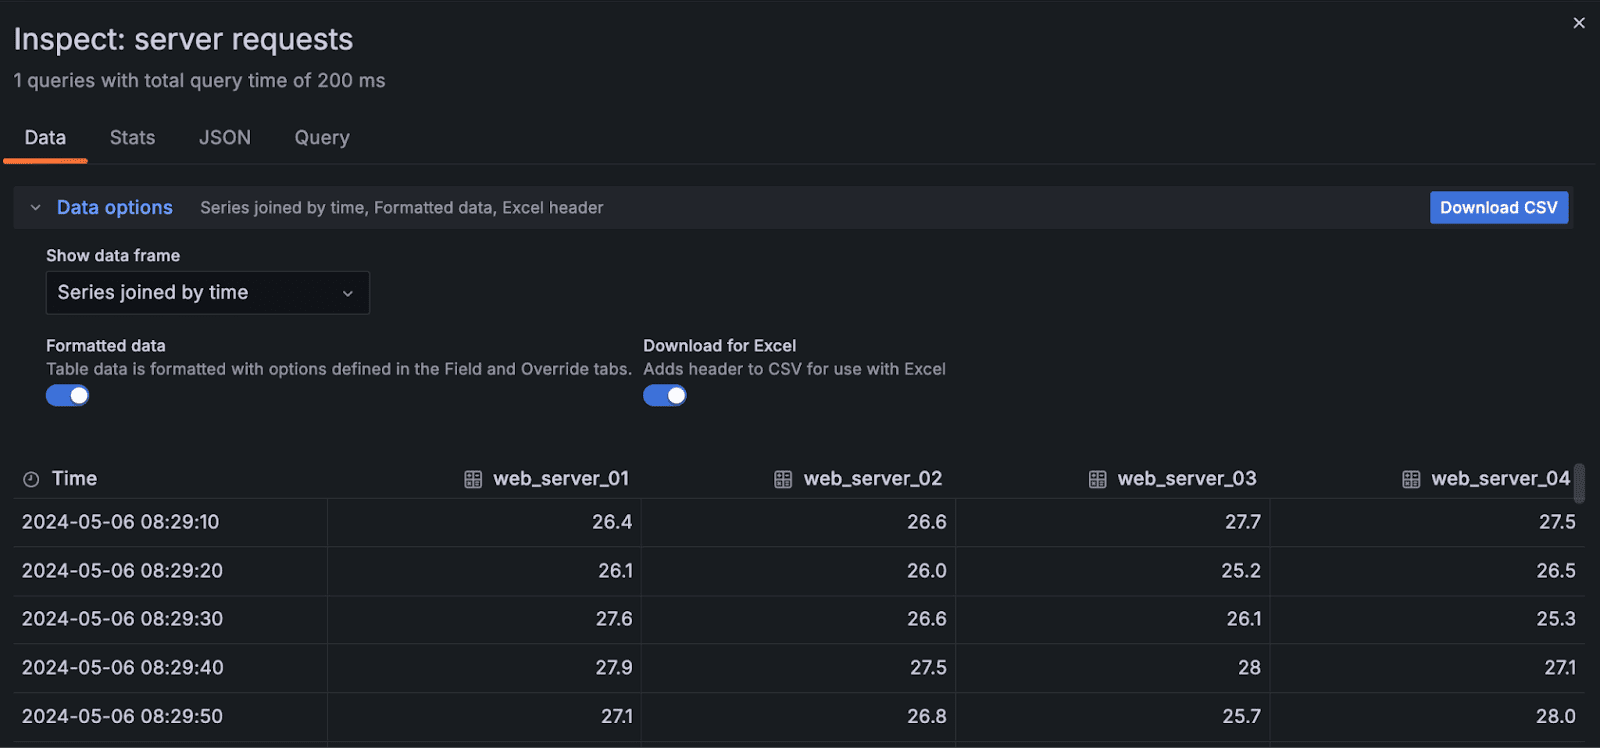 Inspect: server requests
1 queries with total query time of 200 ms
Data Stats JSON Query
Data options Series joined by time, Formatted data, Excel header Download CSV
Show data frame
Series joined by time
Formatted data Download for Excel
Table data is formatted with options defined in the Field and Override tabs. Adds header to CSV for use with Excel
Time web_server_01 web_server_02 web_server_03 web_server_04
2024-05-06 08:29:10 26.4 26.6 27.7 27.5
2024-05-06 08:29:20 26.1 26.0 25.2 26.5
2024-05-06 08:29:30 27.6 26.6 26.1 25.3
2024-05-06 08:29:40 27.9 27.5 28 27.1
2024-05-06 08:29:50 27.1 26.8 25.7 28.0